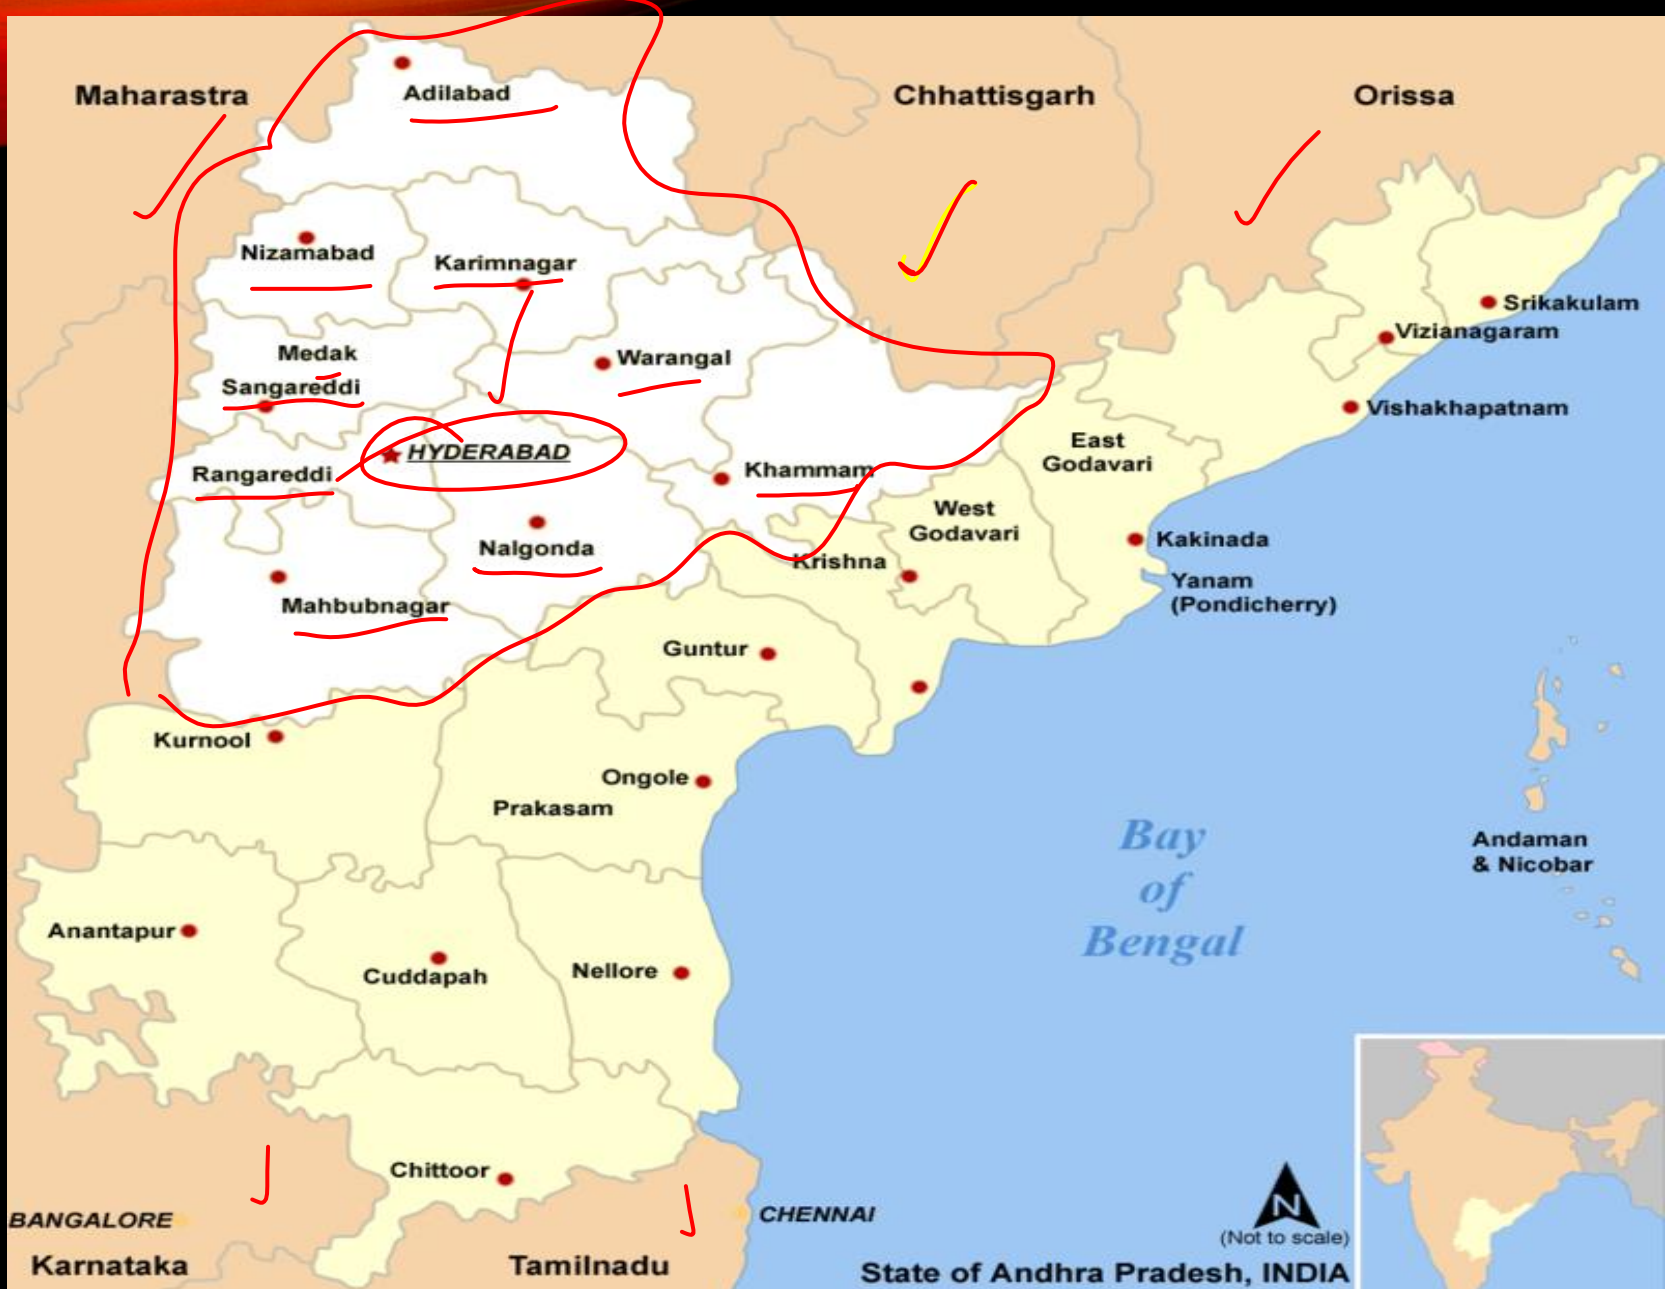 Maharastra
Adilabad
Chhattisgarh
Orissa
Nizamabad
Karimnagar
Srikakulam
Vizianagaram
Medak
Warangal
Sangareddi
Vishakhapatnam
HYDERABAD
East
Godavari
Rangareddi
Khammam
West
Godavari
Nalgonda
Krishna
Kakinada
Yanam
(Pondicherry)
Mahbubnagar
Guntur
Kurnool
Ongole
Prakasam
Bay
of
Bengal
Andaman
& Nicobar
Anantapur
Cuddapah
Nellore
Chittoor
BANGALORE
CHENNAI
N
(Not to scale)
Karnataka
Tamilnadu
State of Andhra Pradesh, INDIA